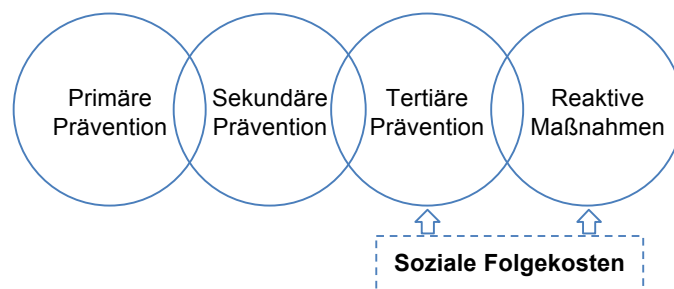 Primäre
Prävention
Sekundäre
Prävention
Tertiäre
Prävention
Reaktive
Maßnahmen
Soziale Folgekosten